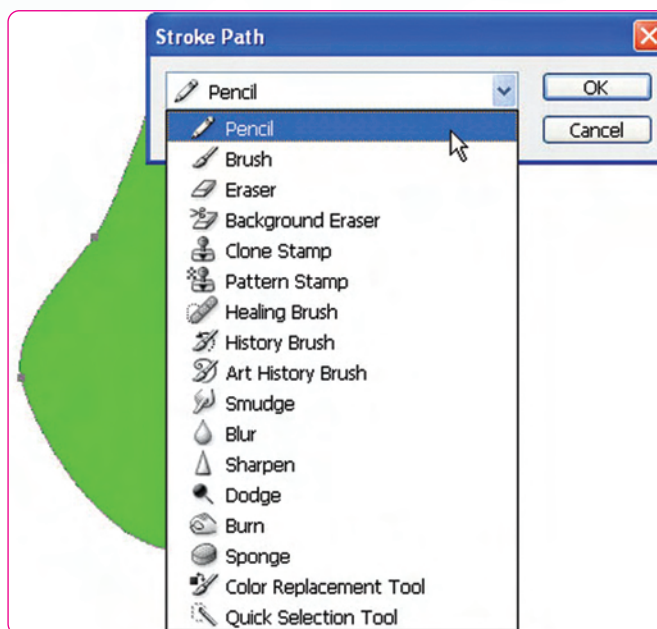 Stroke Path
Pencil
OK
Pencil
Cancel
Brush
Eraser
Background Eraser
Clone Stamp
Pattern Stamp
Healing Brush
History Brush
Art History Brush
Smudge
Blur
Sharpen
Dodge
Burn
Sponge
Color Replacement Tool
Quick Selection Tool